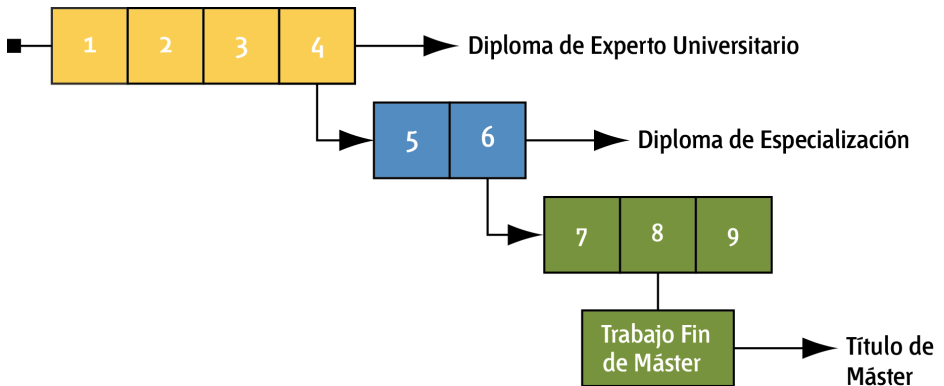 1 2 3 4
Diploma de Experto Universitario
5 6
Diploma de Especialización
7 8 9
Trabajo Fin
de Máster
Título de
Máster